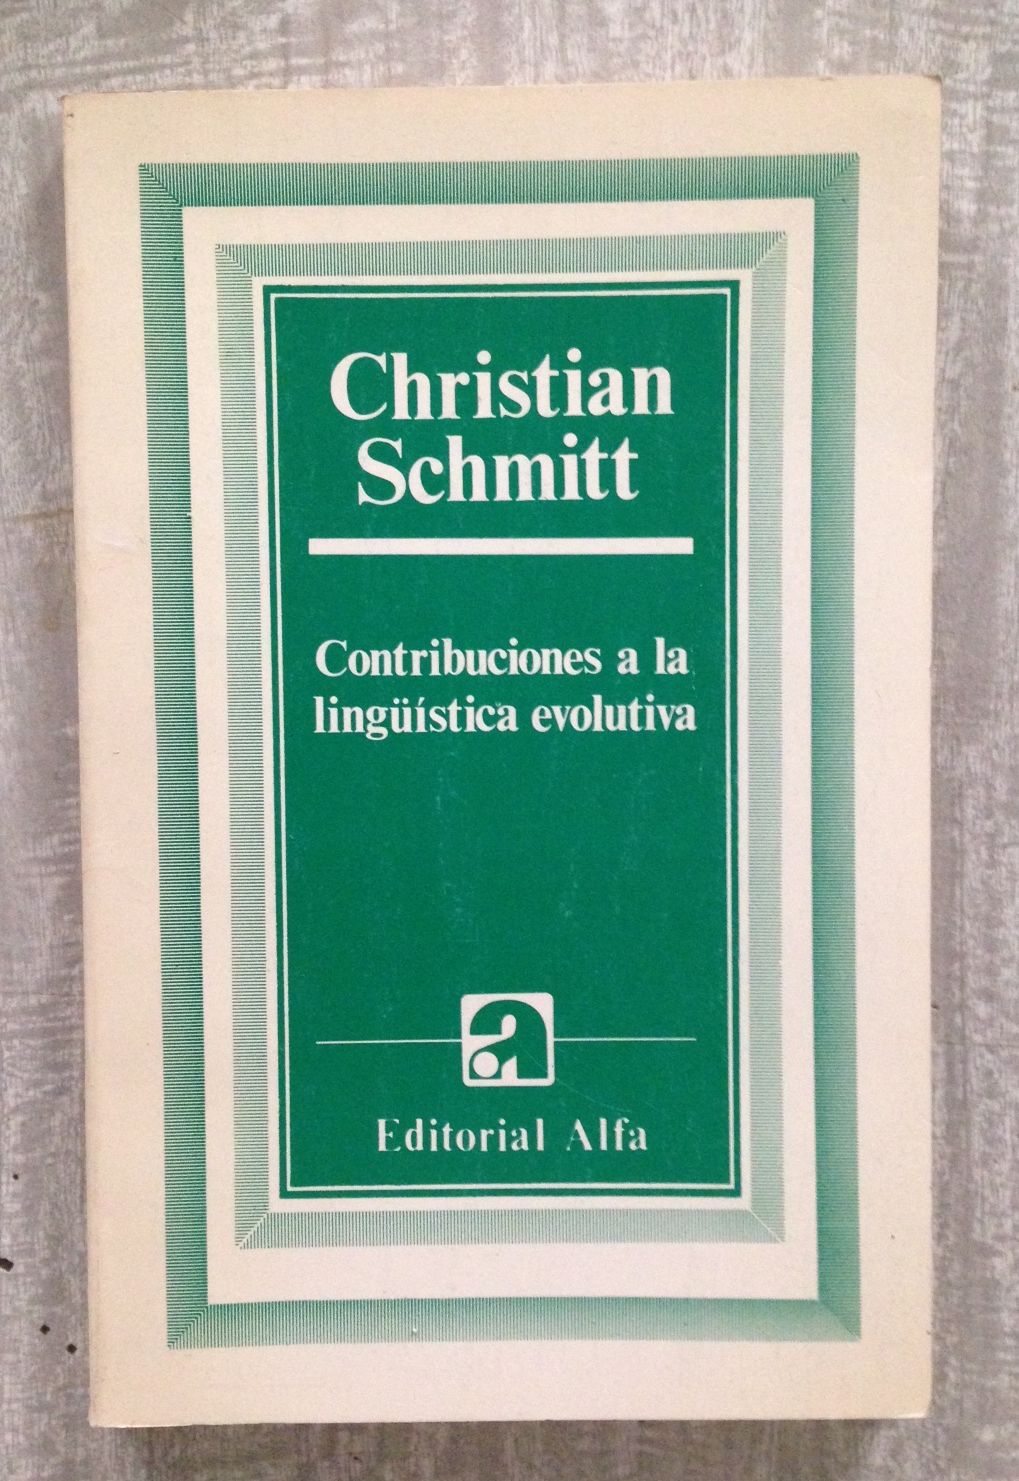 Christian
Schmitt
Contribuciones a la
lingüística evolutiva
a
Editorial Alfa